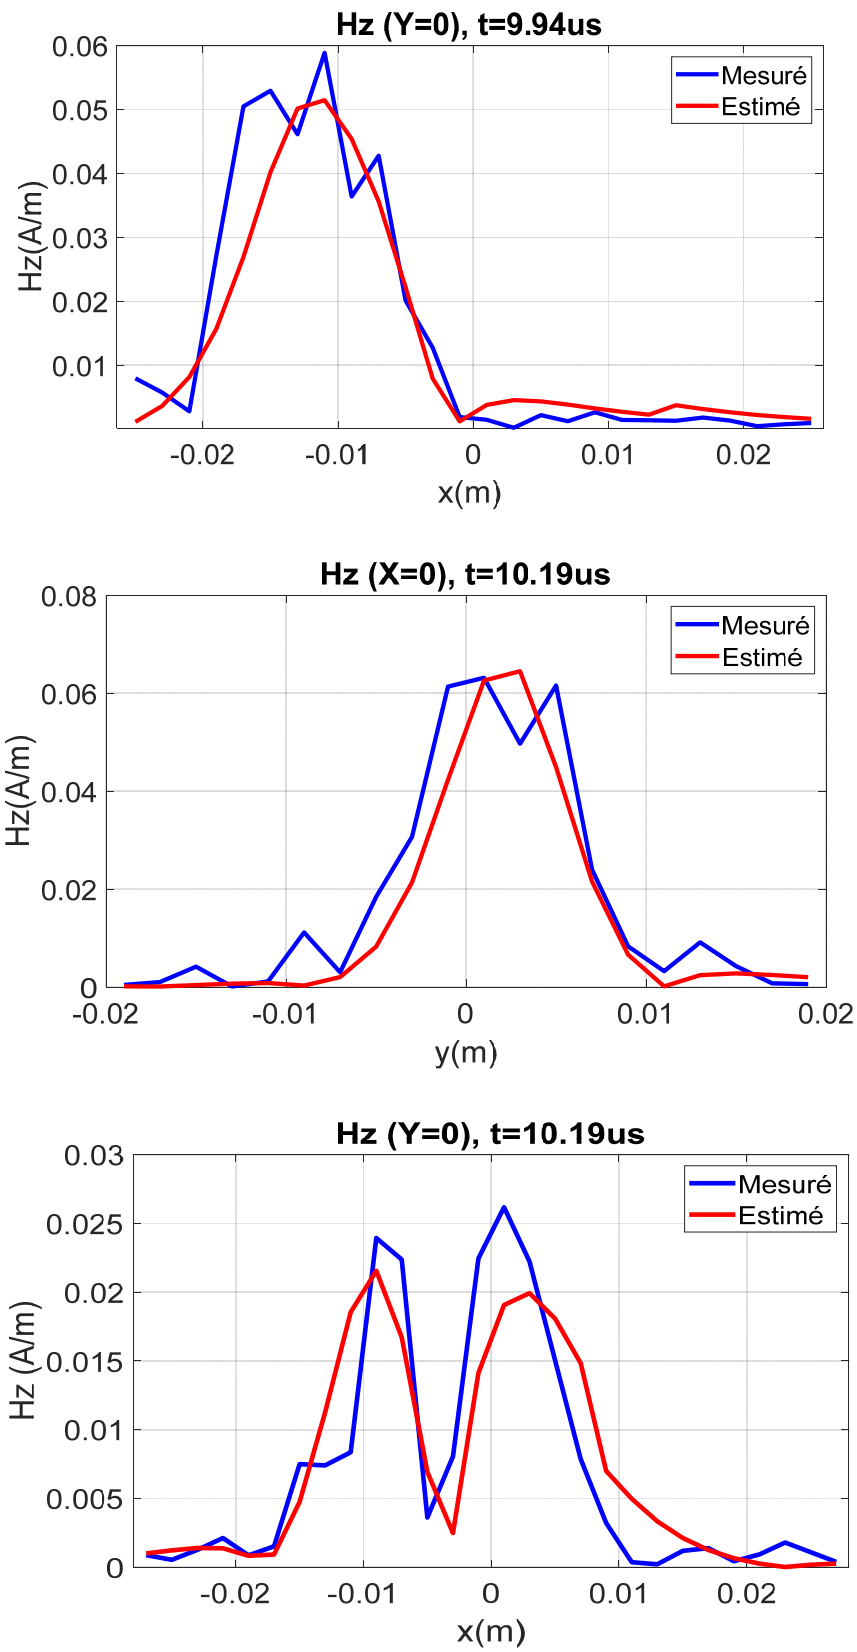 Hz (Y=0), t=9.94us
Mesuré
Estimé
0.06
0.05
0.04
0.03
0.02
0.01
Hz(A/m)
-0.02
-0.01
0
0.01
0.02
x(m)
Hz (X=0), t=10.19us
Mesuré
Estimé
0.08
0.06
0.04
0.02
0
Hz(A/m)
-0.02
-0.01
0
0.01
0.02
y(m)
Hz (Y=0), t=10.19us
Mesuré
Estimé
0.03
0.025
0.02
0.015
0.01
0.005
0
Hz (A/m)
-0.02
-0.01
0
0.01
0.02
x(m)